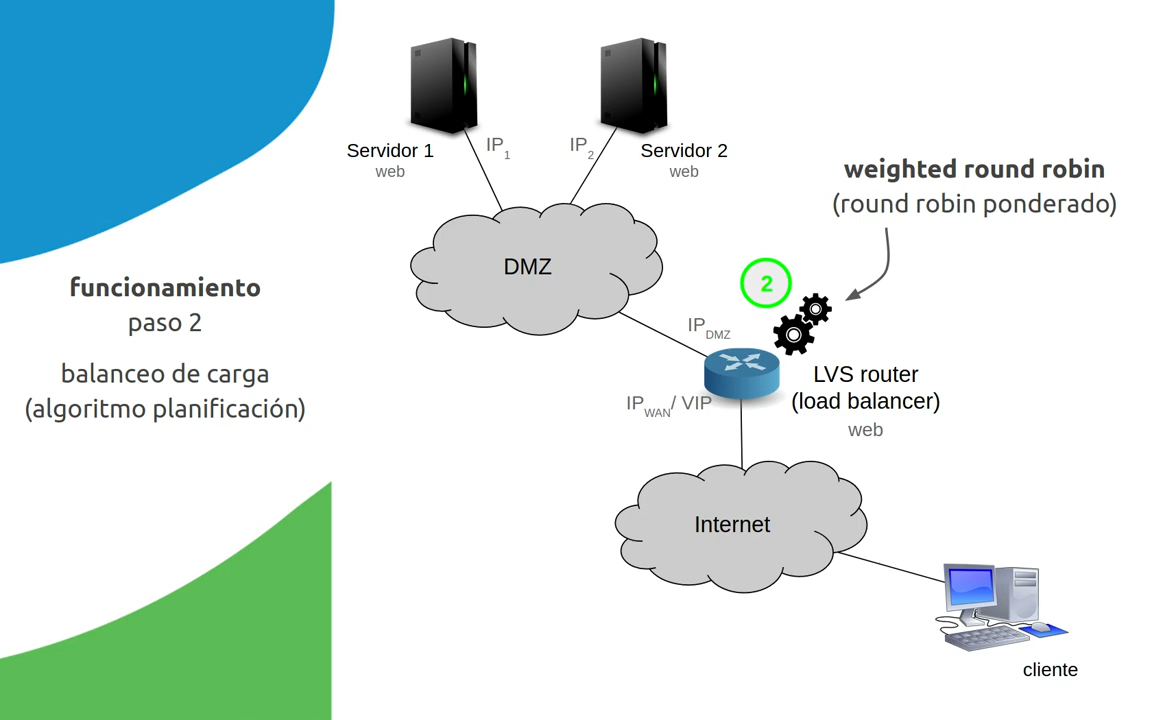 Servidor 1
web
IP1
IP2
Servidor 2
web
weighted round robin
(round robin ponderado)
DMZ
funcionamiento
paso 2
balanceo de carga
(algoritmo planificación)
2
IPDMZ
LVS router
(load balancer)
web
IPWAN/ VIP
Internet
cliente